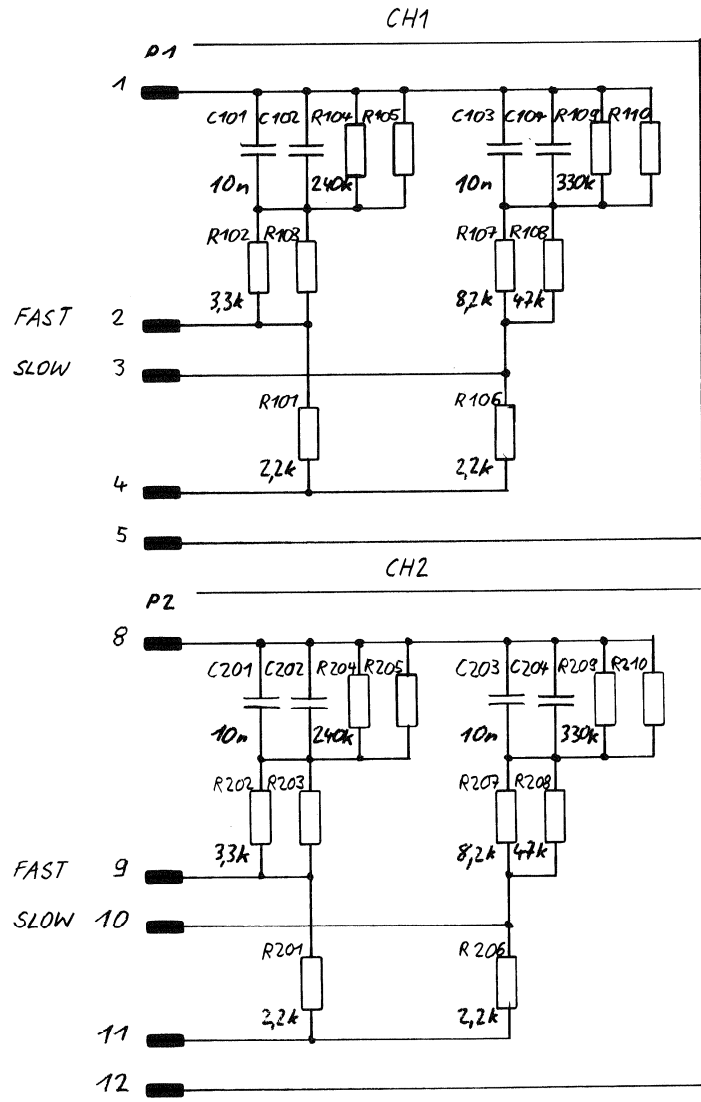 CH1
P1
1
C101 C102 R104 R105 C103 C104 R109 R110
10n 240k 10n 330k
R102 R103 R107 R108
3,3k 8,2k 47k
FAST 2
SLOW 3
R101 R106
2,2k 2,2k
4
5
CH2
P2
8
C201 C202 R204 R205 C203 C204 R209 R210
10n 240k 10n 330k
R202 R203 R207 R208
3,3k 8,2k 47k
FAST 9
SLOW 10
R201 R206
2,2k 2,2k
11
12